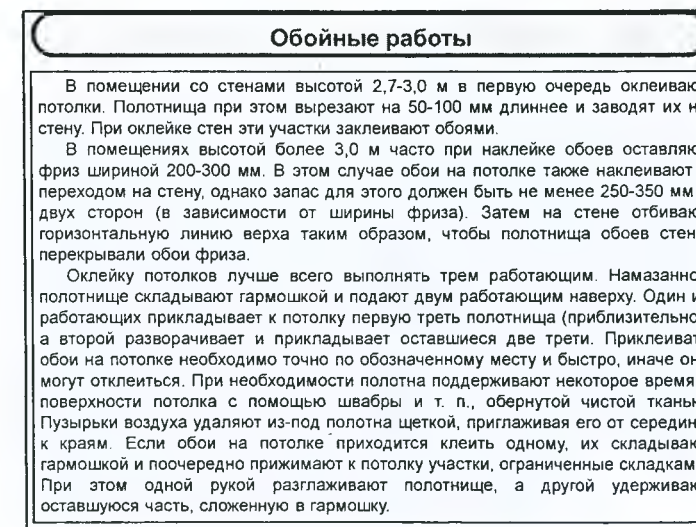 Обойные работы
В помещении со стенами высотой 2,7-3,0 м в первую очередь оклеиваю
потолки. Полотнища при этом вырезают на 50-100 мм длиннее и заводят их н
стену. При оклейке стен эти участки заклеивают обоями.
В помещениях высотой более 3,0 м часто при наклейке обоев оставляю
фриз шириной 200-300 мм. В этом случае обои на потолке также наклеивают
переходом на стену, однако запас для этого должен быть не менее 250-350 мм
двух сторон (в зависимости от ширины фриза). Затем на стене отбиваю
горизонтальную линию верха таким образом, чтобы полотнища обоев стен
перекрывали обои фриза.
Оклейку потолков лучше всего выполнять трем работающим. Намазанно
полотнище складывают гармошкой и подают двум работающим наверху. Один и
работающих прикладывает к потолку первую треть полотнища (приблизительно
а второй разворачивает и прикладывает оставшиеся две трети. Приклеиват
обои на потолке необходимо точно по обозначенному месту и быстро, иначе он
могут отклеиться. При необходимости полотна поддерживают некоторое время
поверхности потолка с помощью швабры и т. п., обернутой чистой ткань
Пузырьки воздуха удаляют из-под полотна щеткой, приглаживая его от середин
к краям. Если обои на потолке приходится клеить одному, их складываю
гармошкой и поочередно прижимают к потолку участки, ограниченные складкам
При этом одной рукой разглаживают полотнище, а другой удерживаю
оставшуюся часть, сложенную в гармошку.